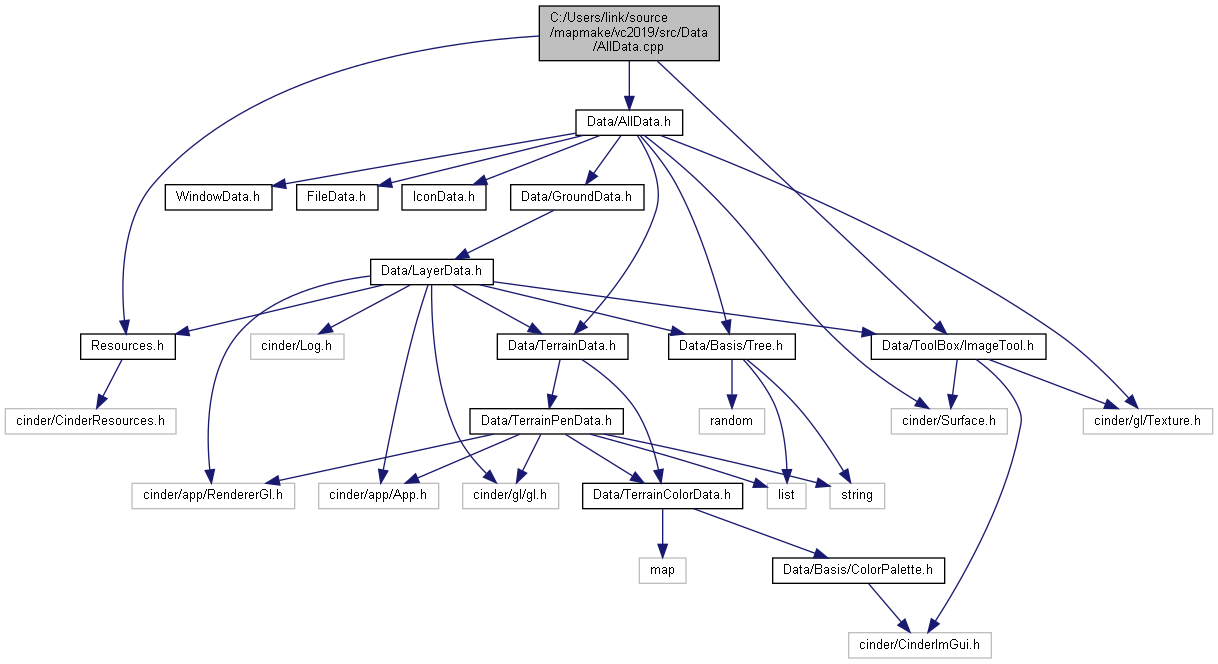 C:/Users/link/source
/mapmake/vc2019/src/Data
/AllData.cpp
Data/AllData.h
WindowData.h
FileData.h
IconData.h
Data/GroundData.h
Data/LayerData.h
Resources.h
cinder/Log.h
Data/TerrainData.h
Data/Basis/Tree.h
Data/ToolBox/ImageTool.h
cinder/CinderResources.h
Data/TerrainPenData.h
random
cinder/Surface.h
cinder/gl/Texture.h
cinder/app/RendererGl.h
cinder/app/App.h
cinder/gl/gl.h
Data/TerrainColorData.h
list
string
map
Data/Basis/ColorPalette.h
cinder/CinderImGui.h